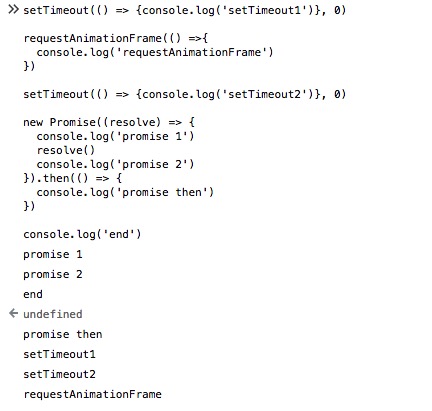 » setTimeout(() => {console.log('setTimeout1')}, 0)
requestAnimationFrame(() =>{
console.log('requestAnimationFrame')
})
setTimeout(() => {console.log('setTimeout2')}, 0)
new Promise((resolve) => {
console.log('promise 1')
resolve()
console.log('promise 2')
}).then(() => {
console.log('promise then')
})
console.log('end')
promise 1
promise 2
end
← undefined
promise then
setTimeout1
setTimeout2
requestAnimationFrame